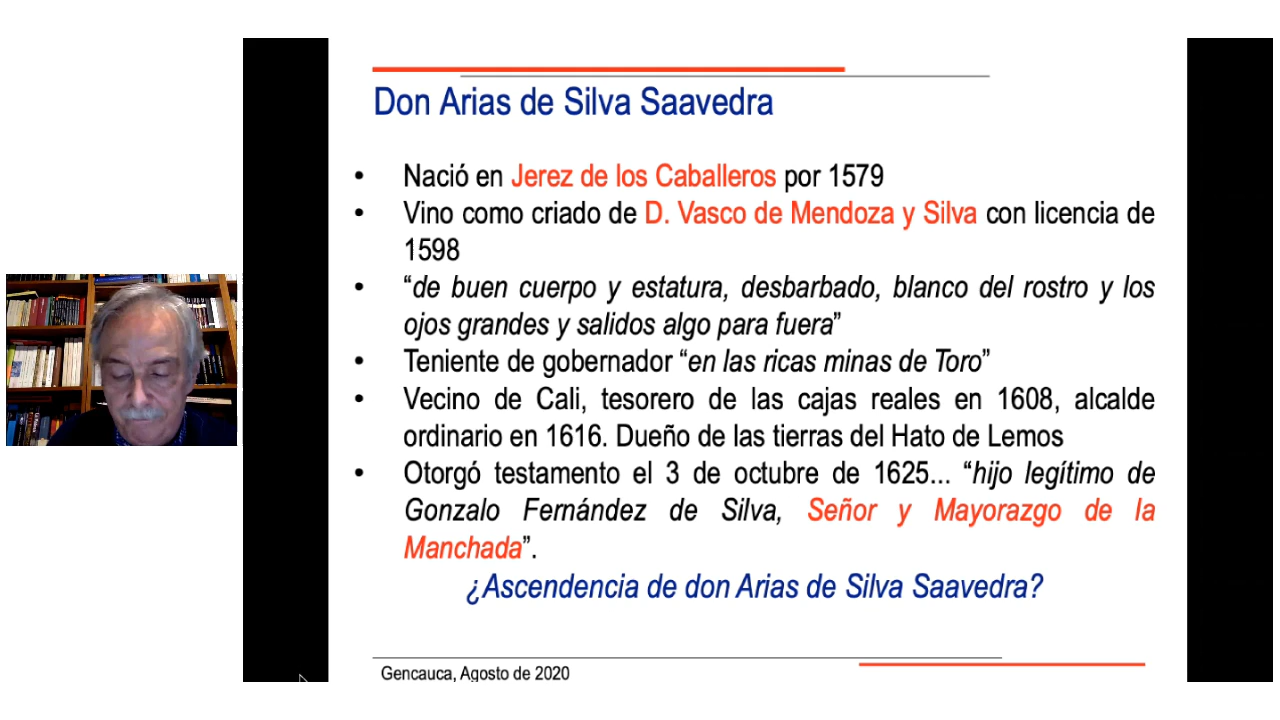 Don Arias de Silva Saavedra
• Nació en Jerez de los Caballeros por 1579
• Vino como criado de D. Vasco de Mendoza y Silva con licencia de
1598
• “de buen cuerpo y estatura, desbarbado, blanco del rostro y los
ojos grandes y salidos algo para fuera”
• Teniente de gobernador “en las ricas minas de Toro”
• Vecino de Cali, tesorero de las cajas reales en 1608, alcalde
ordinario en 1616. Dueño de las tierras del Hato de Lemos
• Otorgó testamento el 3 de octubre de 1625... “hijo legítimo de
Gonzalo Fernández de Silva, Señor y Mayorazgo de la
Manchada”.
¿Ascendencia de don Arias de Silva Saavedra?
Gencauca, Agosto de 2020